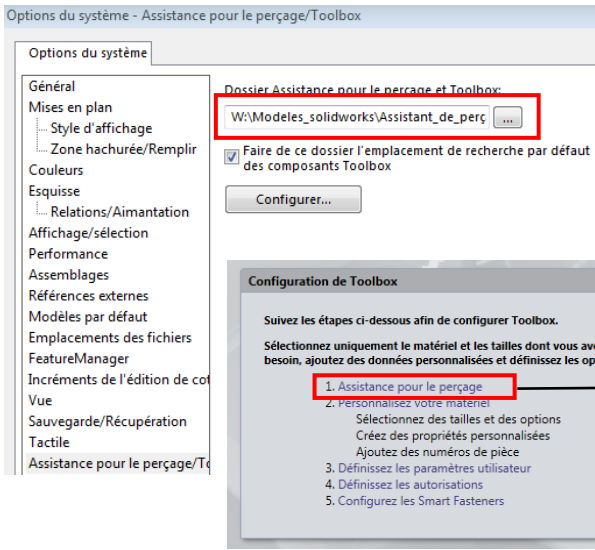 Options du système - Assistance pour le perçage/Toolbox
Options du système
Général
Mises en plan
Style d'affichage
Zone hachurée/Remplir
Couleurs
Esquisse
Relations/Aimantation
Affichage/sélection
Performance
Assemblages
Références externes
Modèles par défaut
Emplacements des fichiers
FeatureManager
Incréments de l'édition de cot
Vue
Sauvegarde/Récupération
Tactile
Assistance pour le perçage/To
Dossier Assistance pour le perçage et Toolbox:
W:\Modeles_solidworks\Assistant_de_perç
...
Faire de ce dossier l'emplacement de recherche par défaut
des composants Toolbox
Configurer...
Configuration de Toolbox
Suivez les étapes ci-dessous afin de configurer Toolbox.
Sélectionnez uniquement le matériel et les tailles dont vous ave
besoin, ajoutez des données personnalisées et définissez les op
1. Assistance pour le perçage
2. Personnalisez votre matériel
Sélectionnez des tailles et des options
Créez des propriétés personnalisées
Ajoutez des numéros de pièce
3. Définissez les paramètres utilisateur
4. Définissez les autorisations
5. Configurez les Smart Fasteners